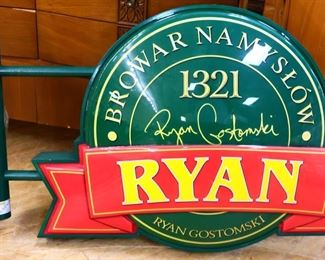 BROWAR NAMYSŁÓW
1321
Ryan Gostomski
RYAN
RYAN GOSTOMSKI